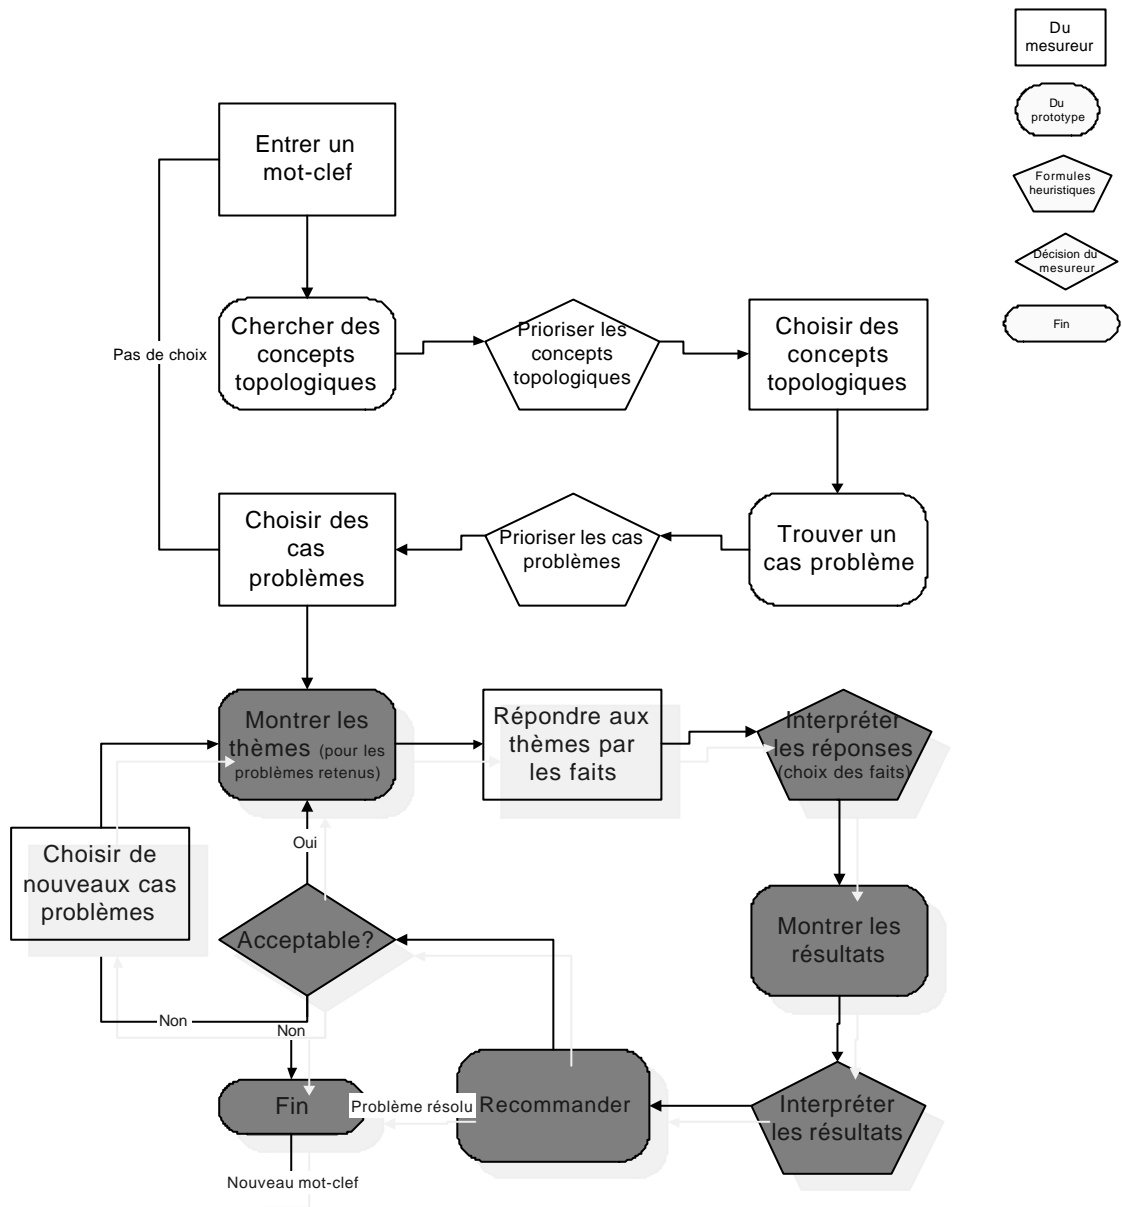 Du
mesureur
Du
prototype
Formules
heuristiques
Décision du
mesureur
Fin
Entrer un
mot-clef
Pas de choix
Chercher des
concepts
topologiques
Prioriser les
concepts
topologiques
Choisir des
concepts
topologiques
Choisir des
cas
problèmes
Prioriser les cas
problèmes
Trouver un
cas problème
Montrer les
thèmes (pour les
problèmes retenus)
Répondre aux
thèmes par
les faits
Interpréter
les réponses
(choix des faits)
Oui
Choisir de
nouveaux cas
problèmes
Acceptable?
Montrer les
résultats
Non
Non
Fin
Problème résolu
Recommander
Interpréter
les résultats
Nouveau mot-clef